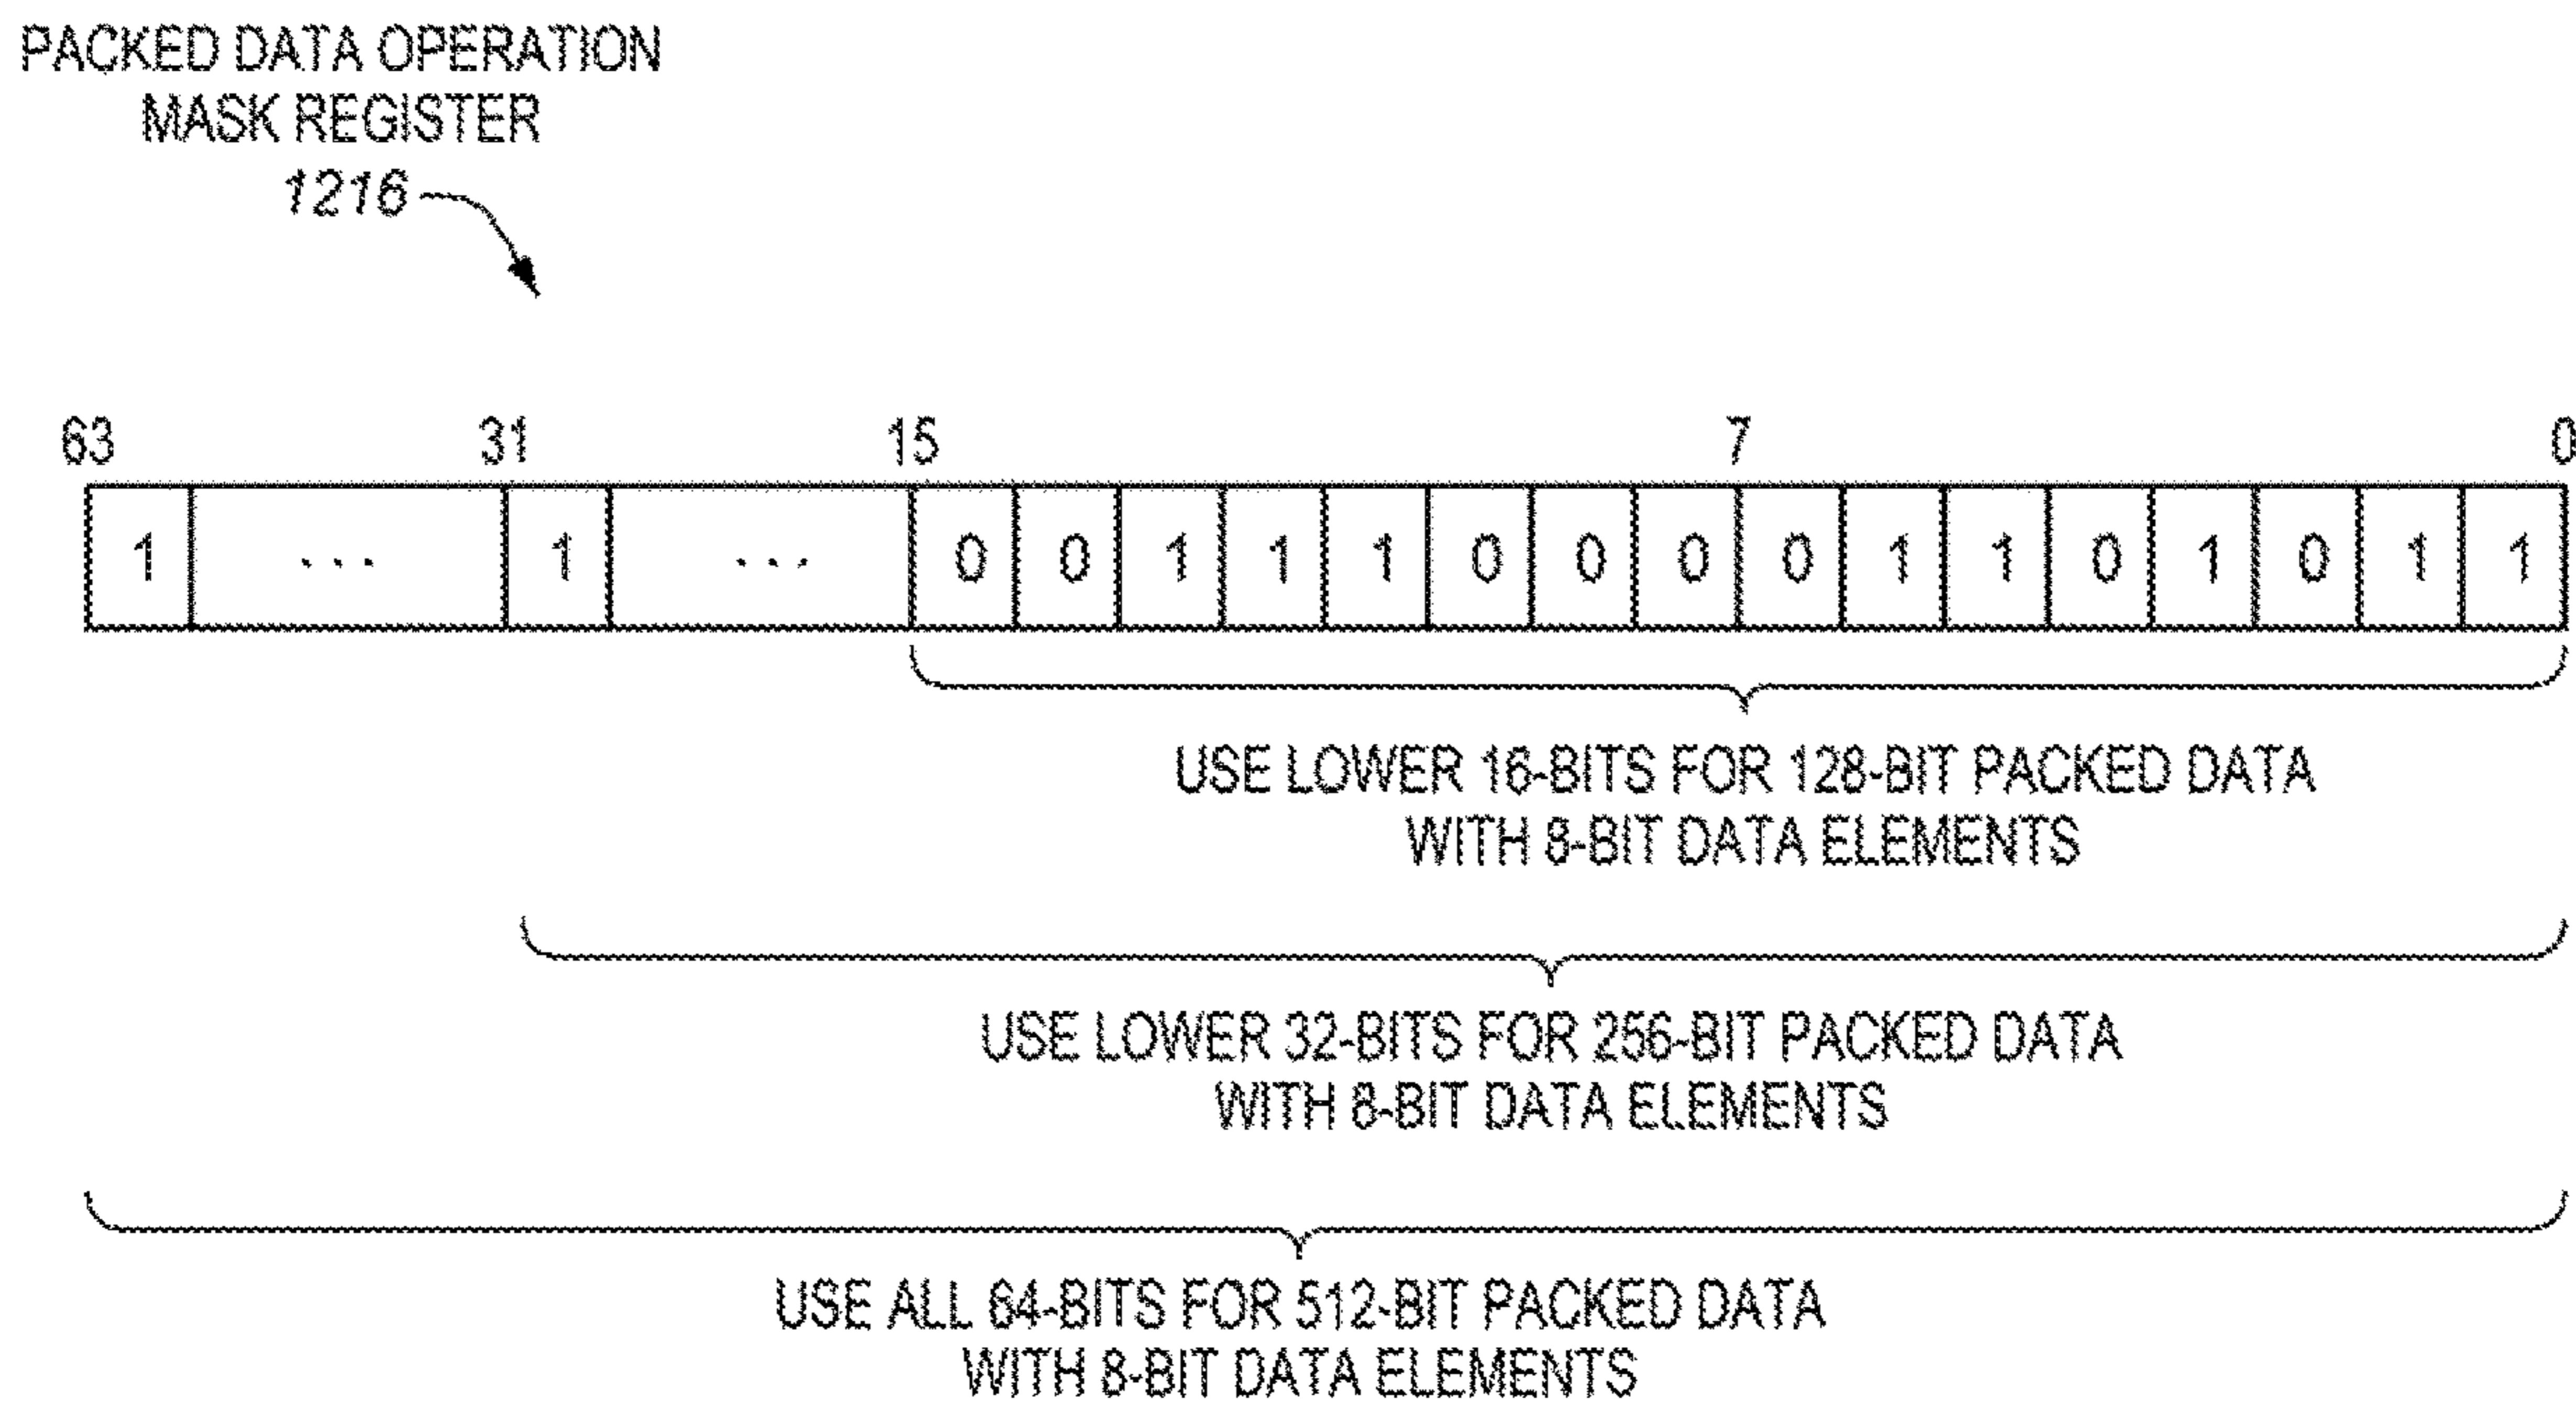 PACKED DATA OPERATION
MASK REGISTER
1216
63 31 15 7 0
1 ... 1 ... 0 0 1 1 1 0 0 0 0 1 1 0 1 0 1 1
USE LOWER 16-BITS FOR 128-BIT PACKED DATA
WITH 8-BIT DATA ELEMENTS
USE LOWER 32-BITS FOR 256-BIT PACKED DATA
WITH 8-BIT DATA ELEMENTS
USE ALL 64-BITS FOR 512-BIT PACKED DATA
WITH 8-BIT DATA ELEMENTS